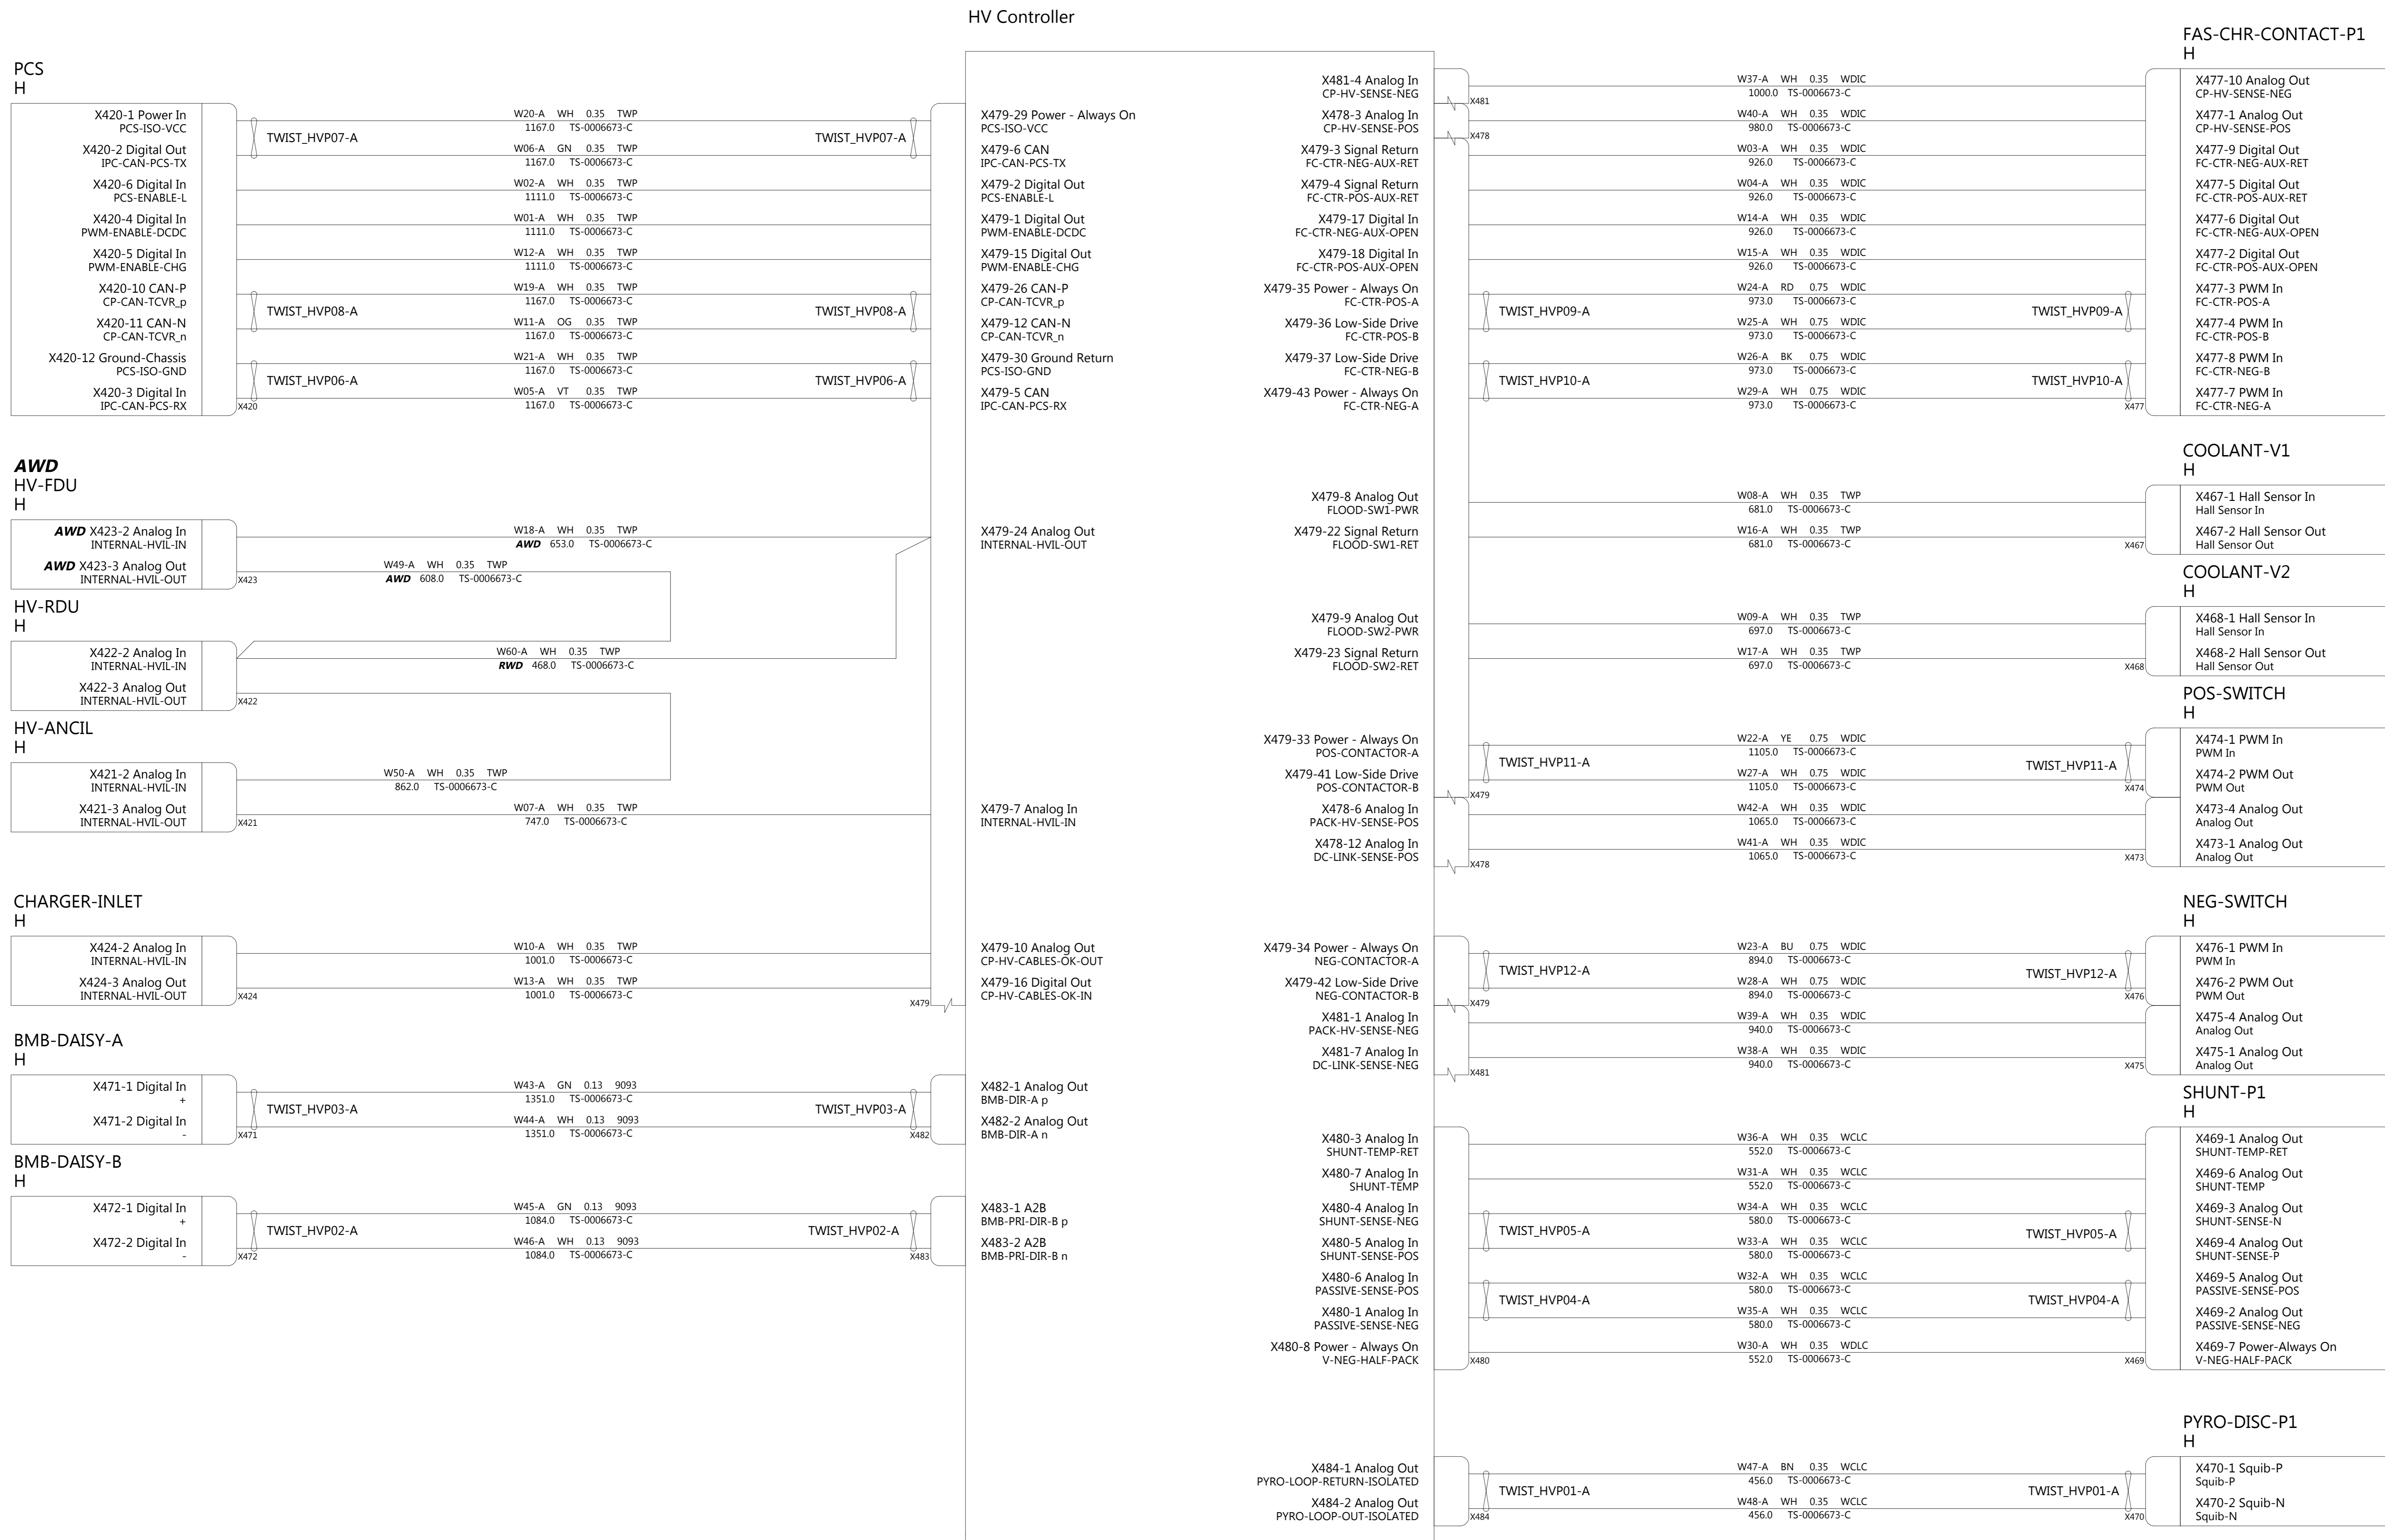 HV Controller
PCS
H
X420-1 Power In
PCS-ISO-VCC
X420-2 Digital Out
IPC-CAN-PCS-TX
X420-6 Digital In
PCS-ENABLE-L
X420-4 Digital In
PWM-ENABLE-DCDC
X420-5 Digital In
PWM-ENABLE-CHG
X420-10 CAN-P
CP-CAN-TCVR_p
X420-11 CAN-N
CP-CAN-TCVR_n
X420-12 Ground-Chassis
PCS-ISO-GND
X420-3 Digital In
IPC-CAN-PCS-RX
X420
TWIST_HVP07-A
TWIST_HVP08-A
TWIST_HVP06-A
W20-A WH 0.35 TWP
1167.0 TS-0006673-C
W06-A GN 0.35 TWP
1167.0 TS-0006673-C
W02-A WH 0.35 TWP
1111.0 TS-0006673-C
W01-A WH 0.35 TWP
1111.0 TS-0006673-C
W12-A WH 0.35 TWP
1111.0 TS-0006673-C
W19-A WH 0.35 TWP
1167.0 TS-0006673-C
W11-A OG 0.35 TWP
1167.0 TS-0006673-C
W21-A WH 0.35 TWP
1167.0 TS-0006673-C
W05-A VT 0.35 TWP
1167.0 TS-0006673-C
TWIST_HVP07-A
TWIST_HVP08-A
TWIST_HVP06-A
X479-29 Power - Always On
PCS-ISO-VCC
X479-6 CAN
IPC-CAN-PCS-TX
X479-2 Digital Out
PCS-ENABLE-L
X479-1 Digital Out
PWM-ENABLE-DCDC
X479-15 Digital Out
PWM-ENABLE-CHG
X479-26 CAN-P
CP-CAN-TCVR_p
X479-12 CAN-N
CP-CAN-TCVR_n
X479-30 Ground Return
PCS-ISO-GND
X479-5 CAN
IPC-CAN-PCS-RX
AWD
HV-FDU
H
AWD X423-2 Analog In
INTERNAL-HVIL-IN
AWD X423-3 Analog Out
INTERNAL-HVIL-OUT
X423
W18-A WH 0.35 TWP
AWD 653.0 TS-0006673-C
W49-A WH 0.35 TWP
AWD 608.0 TS-0006673-C
X479-24 Analog Out
INTERNAL-HVIL-OUT
HV-RDU
H
X422-2 Analog In
INTERNAL-HVIL-IN
X422-3 Analog Out
INTERNAL-HVIL-OUT
X422
W60-A WH 0.35 TWP
RWD 468.0 TS-0006673-C
HV-ANCIL
H
X421-2 Analog In
INTERNAL-HVIL-IN
X421-3 Analog Out
INTERNAL-HVIL-OUT
X421
W50-A WH 0.35 TWP
862.0 TS-0006673-C
W07-A WH 0.35 TWP
747.0 TS-0006673-C
X479-7 Analog In
INTERNAL-HVIL-IN
CHARGER-INLET
H
X424-2 Analog In
INTERNAL-HVIL-IN
X424-3 Analog Out
INTERNAL-HVIL-OUT
X424
W10-A WH 0.35 TWP
1001.0 TS-0006673-C
W13-A WH 0.35 TWP
1001.0 TS-0006673-C
X479
X479-10 Analog Out
CP-HV-CABLES-OK-OUT
X479-16 Digital Out
CP-HV-CABLES-OK-IN
BMB-DAISY-A
H
X471-1 Digital In
+
X471-2 Digital In
-
X471
TWIST_HVP03-A
W43-A GN 0.13 9093
1351.0 TS-0006673-C
W44-A WH 0.13 9093
1351.0 TS-0006673-C
TWIST_HVP03-A
X482
X482-1 Analog Out
BMB-DIR-A p
X482-2 Analog Out
BMB-DIR-A n
BMB-DAISY-B
H
X472-1 Digital In
+
X472-2 Digital In
-
X472
TWIST_HVP02-A
W45-A GN 0.13 9093
1084.0 TS-0006673-C
W46-A WH 0.13 9093
1084.0 TS-0006673-C
TWIST_HVP02-A
X483
X483-1 A2B
BMB-PRI-DIR-B p
X483-2 A2B
BMB-PRI-DIR-B n
FAS-CHR-CONTACT-P1
H
X481-4 Analog In
CP-HV-SENSE-NEG
X481
X478-3 Analog In
CP-HV-SENSE-POS
X478
X479-3 Signal Return
FC-CTR-NEG-AUX-RET
X479-4 Signal Return
FC-CTR-POS-AUX-RET
X479-17 Digital In
FC-CTR-NEG-AUX-OPEN
X479-18 Digital In
FC-CTR-POS-AUX-OPEN
X479-35 Power - Always On
FC-CTR-POS-A
X479-36 Low-Side Drive
FC-CTR-POS-B
X479-37 Low-Side Drive
FC-CTR-NEG-B
X479-43 Power - Always On
FC-CTR-NEG-A
TWIST_HVP09-A
TWIST_HVP10-A
W37-A WH 0.35 WDIC
1000.0 TS-0006673-C
W40-A WH 0.35 WDIC
980.0 TS-0006673-C
W03-A WH 0.35 WDIC
926.0 TS-0006673-C
W04-A WH 0.35 WDIC
926.0 TS-0006673-C
W14-A WH 0.35 WDIC
926.0 TS-0006673-C
W15-A WH 0.35 WDIC
926.0 TS-0006673-C
W24-A RD 0.75 WDIC
973.0 TS-0006673-C
W25-A WH 0.75 WDIC
973.0 TS-0006673-C
W26-A BK 0.75 WDIC
973.0 TS-0006673-C
W29-A WH 0.75 WDIC
973.0 TS-0006673-C
TWIST_HVP09-A
TWIST_HVP10-A
X477
X477-10 Analog Out
CP-HV-SENSE-NEG
X477-1 Analog Out
CP-HV-SENSE-POS
X477-9 Digital Out
FC-CTR-NEG-AUX-RET
X477-5 Digital Out
FC-CTR-POS-AUX-RET
X477-6 Digital Out
FC-CTR-NEG-AUX-OPEN
X477-2 Digital Out
FC-CTR-POS-AUX-OPEN
X477-3 PWM In
FC-CTR-POS-A
X477-4 PWM In
FC-CTR-POS-B
X477-8 PWM In
FC-CTR-NEG-B
X477-7 PWM In
FC-CTR-NEG-A
COOLANT-V1
H
X479-8 Analog Out
FLOOD-SW1-PWR
X479-22 Signal Return
FLOOD-SW1-RET
W08-A WH 0.35 TWP
681.0 TS-0006673-C
W16-A WH 0.35 TWP
681.0 TS-0006673-C
X467
X467-1 Hall Sensor In
Hall Sensor In
X467-2 Hall Sensor Out
Hall Sensor Out
COOLANT-V2
H
X479-9 Analog Out
FLOOD-SW2-PWR
X479-23 Signal Return
FLOOD-SW2-RET
W09-A WH 0.35 TWP
697.0 TS-0006673-C
W17-A WH 0.35 TWP
697.0 TS-0006673-C
X468
X468-1 Hall Sensor In
Hall Sensor In
X468-2 Hall Sensor Out
Hall Sensor Out
POS-SWITCH
H
X479-33 Power - Always On
POS-CONTACTOR-A
X479-41 Low-Side Drive
POS-CONTACTOR-B
X479
X478-6 Analog In
PACK-HV-SENSE-POS
X478-12 Analog In
DC-LINK-SENSE-POS
X478
TWIST_HVP11-A
W22-A YE 0.75 WDIC
1105.0 TS-0006673-C
W27-A WH 0.75 WDIC
1105.0 TS-0006673-C
W42-A WH 0.35 WDIC
1065.0 TS-0006673-C
W41-A WH 0.35 WDIC
1065.0 TS-0006673-C
TWIST_HVP11-A
X474
X473
X474-1 PWM In
PWM In
X474-2 PWM Out
PWM Out
X473-4 Analog Out
Analog Out
X473-1 Analog Out
Analog Out
NEG-SWITCH
H
X479-34 Power - Always On
NEG-CONTACTOR-A
X479-42 Low-Side Drive
NEG-CONTACTOR-B
X479
X481-1 Analog In
PACK-HV-SENSE-NEG
X481-7 Analog In
DC-LINK-SENSE-NEG
X481
TWIST_HVP12-A
W23-A BU 0.75 WDIC
894.0 TS-0006673-C
W28-A WH 0.75 WDIC
894.0 TS-0006673-C
W39-A WH 0.35 WDIC
940.0 TS-0006673-C
W38-A WH 0.35 WDIC
940.0 TS-0006673-C
TWIST_HVP12-A
X476
X475
X476-1 PWM In
PWM In
X476-2 PWM Out
PWM Out
X475-4 Analog Out
Analog Out
X475-1 Analog Out
Analog Out
SHUNT-P1
H
X480-3 Analog In
SHUNT-TEMP-RET
X480-7 Analog In
SHUNT-TEMP
X480-4 Analog In
SHUNT-SENSE-NEG
X480-5 Analog In
SHUNT-SENSE-POS
X480-6 Analog In
PASSIVE-SENSE-POS
X480-1 Analog In
PASSIVE-SENSE-NEG
X480-8 Power - Always On
V-NEG-HALF-PACK
X480
TWIST_HVP05-A
TWIST_HVP04-A
W36-A WH 0.35 WCLC
552.0 TS-0006673-C
W31-A WH 0.35 WCLC
552.0 TS-0006673-C
W34-A WH 0.35 WCLC
580.0 TS-0006673-C
W33-A WH 0.35 WCLC
580.0 TS-0006673-C
W32-A WH 0.35 WCLC
580.0 TS-0006673-C
W35-A WH 0.35 WCLC
580.0 TS-0006673-C
W30-A WH 0.35 WDLC
552.0 TS-0006673-C
TWIST_HVP05-A
TWIST_HVP04-A
X469
X469-1 Analog Out
SHUNT-TEMP-RET
X469-6 Analog Out
SHUNT-TEMP
X469-3 Analog Out
SHUNT-SENSE-N
X469-4 Analog Out
SHUNT-SENSE-P
X469-5 Analog Out
PASSIVE-SENSE-POS
X469-2 Analog Out
PASSIVE-SENSE-NEG
X469-7 Power-Always On
V-NEG-HALF-PACK
PYRO-DISC-P1
H
X484-1 Analog Out
PYRO-LOOP-RETURN-ISOLATED
X484-2 Analog Out
PYRO-LOOP-OUT-ISOLATED
X484
TWIST_HVP01-A
W47-A BN 0.35 WCLC
456.0 TS-0006673-C
W48-A WH 0.35 WCLC
456.0 TS-0006673-C
TWIST_HVP01-A
X470
X470-1 Squib-P
Squib-P
X470-2 Squib-N
Squib-N